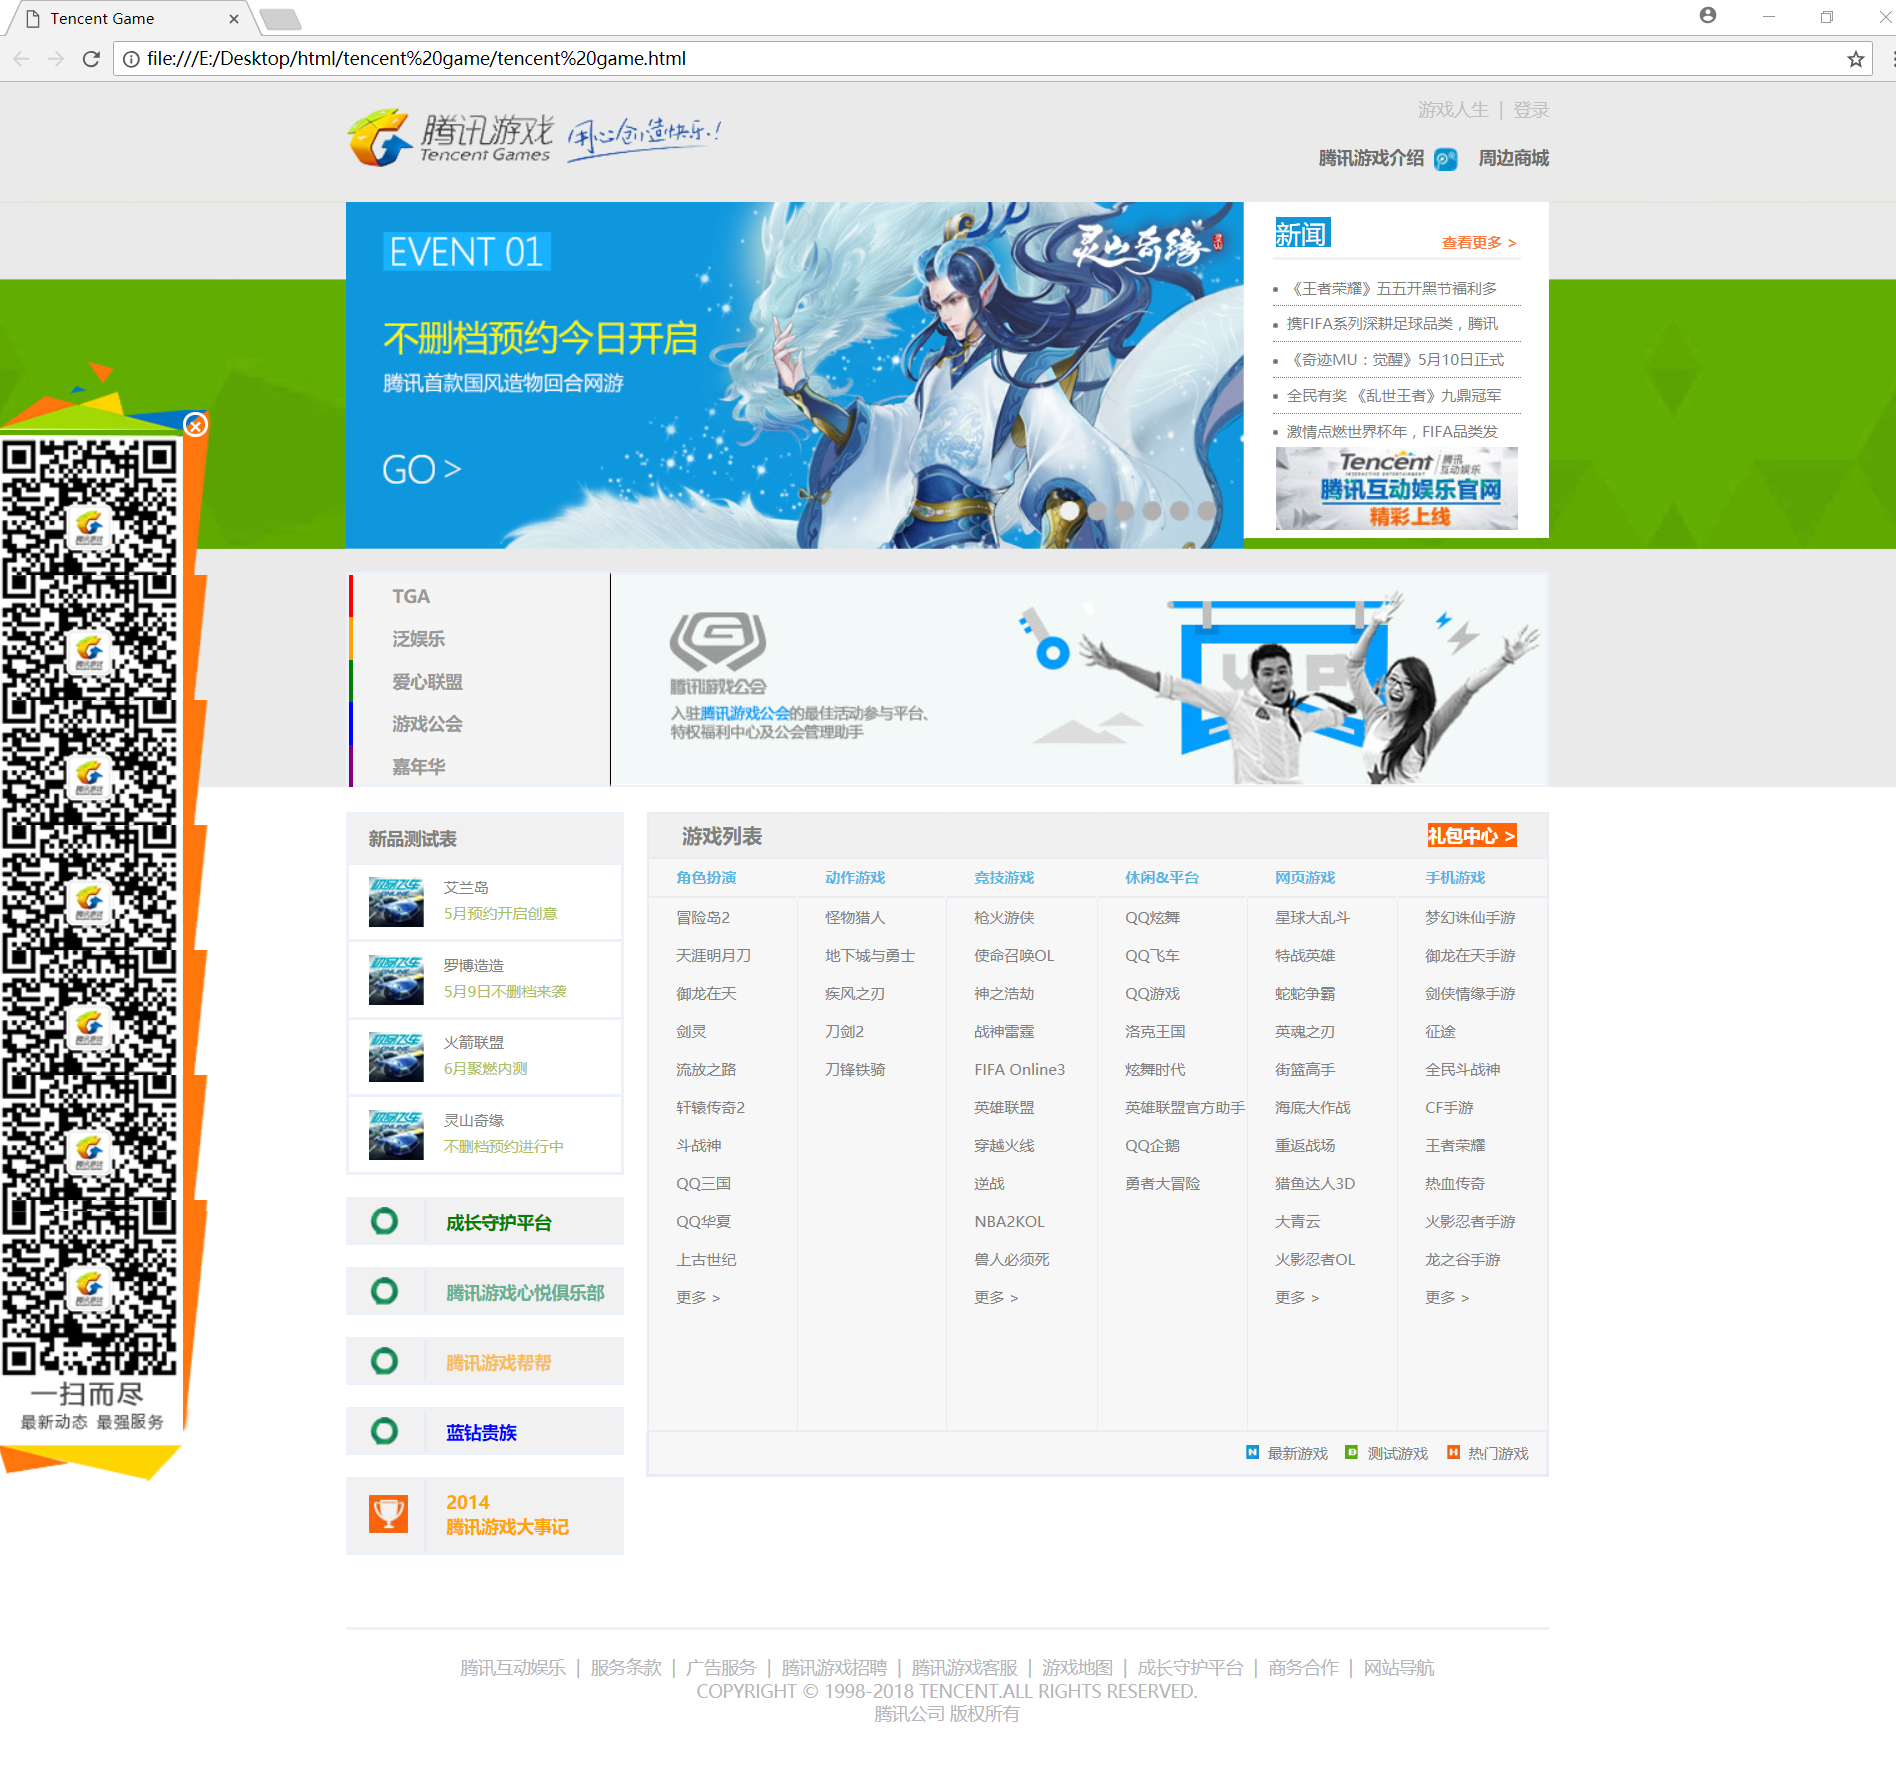 Tencent Game
file:///E:/Desktop/html/tencent%20game/tencent%20game.html
腾讯游戏 用心创造快乐!
Tencent Games
游戏人生 | 登录
腾讯游戏介绍 周边商城
EVENT 01
灵山奇缘
不删档预约今日开启
腾讯首款国风造物回合网游
GO >
新闻
查看更多 >
《王者荣耀》五五开黑节福利多
携FIFA系列深耕足球品类，腾讯
《奇迹MU：觉醒》5月10日正式
全民有奖 《乱世王者》九鼎冠军
激情点燃世界杯年，FIFA品类发
Tencent 腾讯互动娱乐
INTERACTIVE ENTERTAINMENT
腾讯互动娱乐官网
精彩上线
一扫而尽
最新动态 最强服务
TGA
泛娱乐
爱心联盟
游戏公会
嘉年华
腾讯游戏公会
入驻腾讯游戏公会的最佳活动参与平台、
特权福利中心及公会管理助手
VIP
新品测试表
艾兰岛
5月预约开启创意
罗博造造
5月9日不删档来袭
火箭联盟
6月聚燃内测
灵山奇缘
不删档预约进行中
成长守护平台
腾讯游戏心悦俱乐部
腾讯游戏帮帮
蓝钻贵族
2014
腾讯游戏大事记
游戏列表
礼包中心 >
角色扮演 动作游戏 竞技游戏 休闲&平台 网页游戏 手机游戏
冒险岛2 怪物猎人 枪火游侠 QQ炫舞 星球大乱斗 梦幻诛仙手游
天涯明月刀 地下城与勇士 使命召唤OL QQ飞车 特战英雄 御龙在天手游
御龙在天 疾风之刃 神之浩劫 QQ游戏 蛇蛇争霸 剑侠情缘手游
剑灵 刀剑2 战神雷霆 洛克王国 英魂之刃 征途
流放之路 刀锋铁骑 FIFA Online3 炫舞时代 街篮高手 全民斗战神
轩辕传奇2 英雄联盟 英雄联盟官方助手 海底大作战 CF手游
斗战神 穿越火线 QQ企鹅 重返战场 王者荣耀
QQ三国 逆战 勇者大冒险 猎鱼达人3D 热血传奇
QQ华夏 NBA2KOL 大青云 火影忍者手游
上古世纪 兽人必须死 火影忍者OL 龙之谷手游
更多 > 更多 > 更多 > 更多 >
N 最新游戏 B 测试游戏 H 热门游戏
腾讯互动娱乐 | 服务条款 | 广告服务 | 腾讯游戏招聘 | 腾讯游戏客服 | 游戏地图 | 成长守护平台 | 商务合作 | 网站导航
COPYRIGHT © 1998-2018 TENCENT.ALL RIGHTS RESERVED.
腾讯公司 版权所有